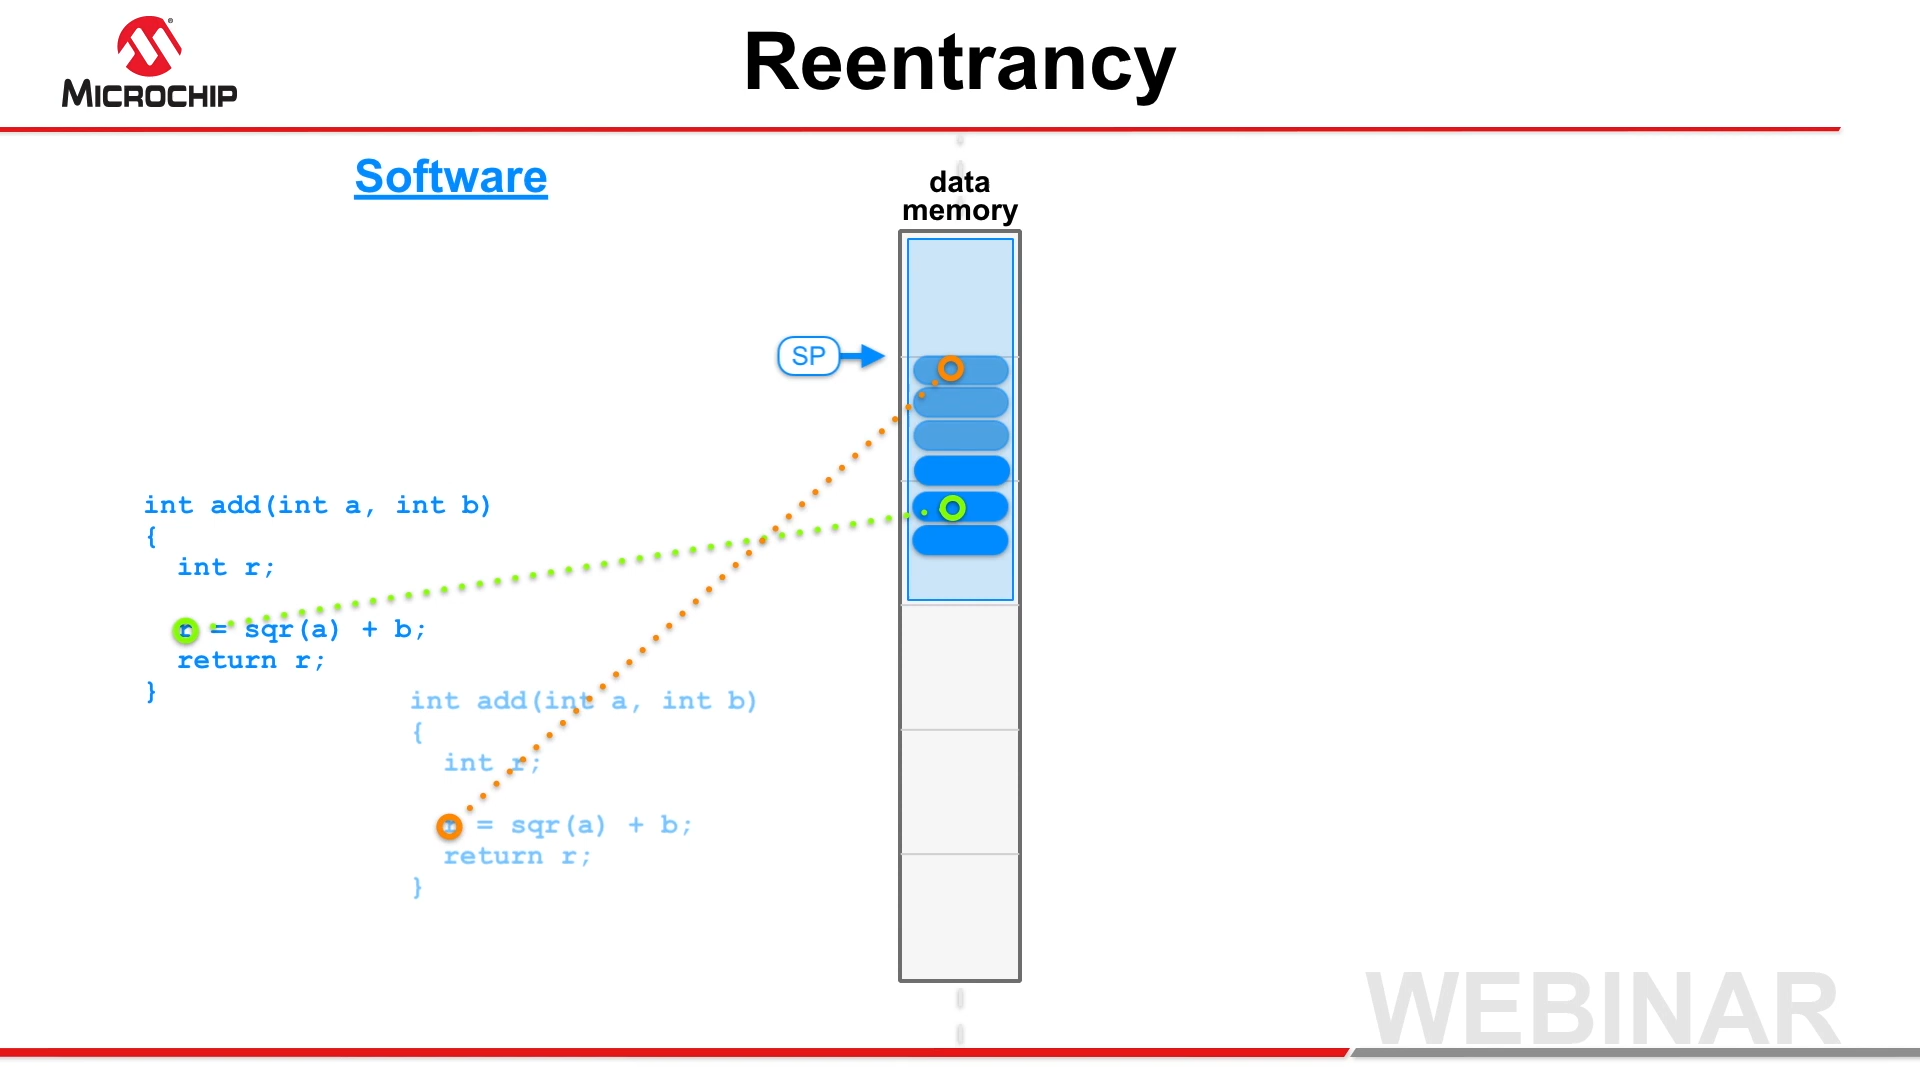 MICROCHIP
Reentrancy
Software
data
memory
SP
int add(int a, int b)
{
  int r;
  r = sqr(a) + b;
  return r;
}
int add(int a, int b)
{
  int r;
  r = sqr(a) + b;
  return r;
}
WEBINAR